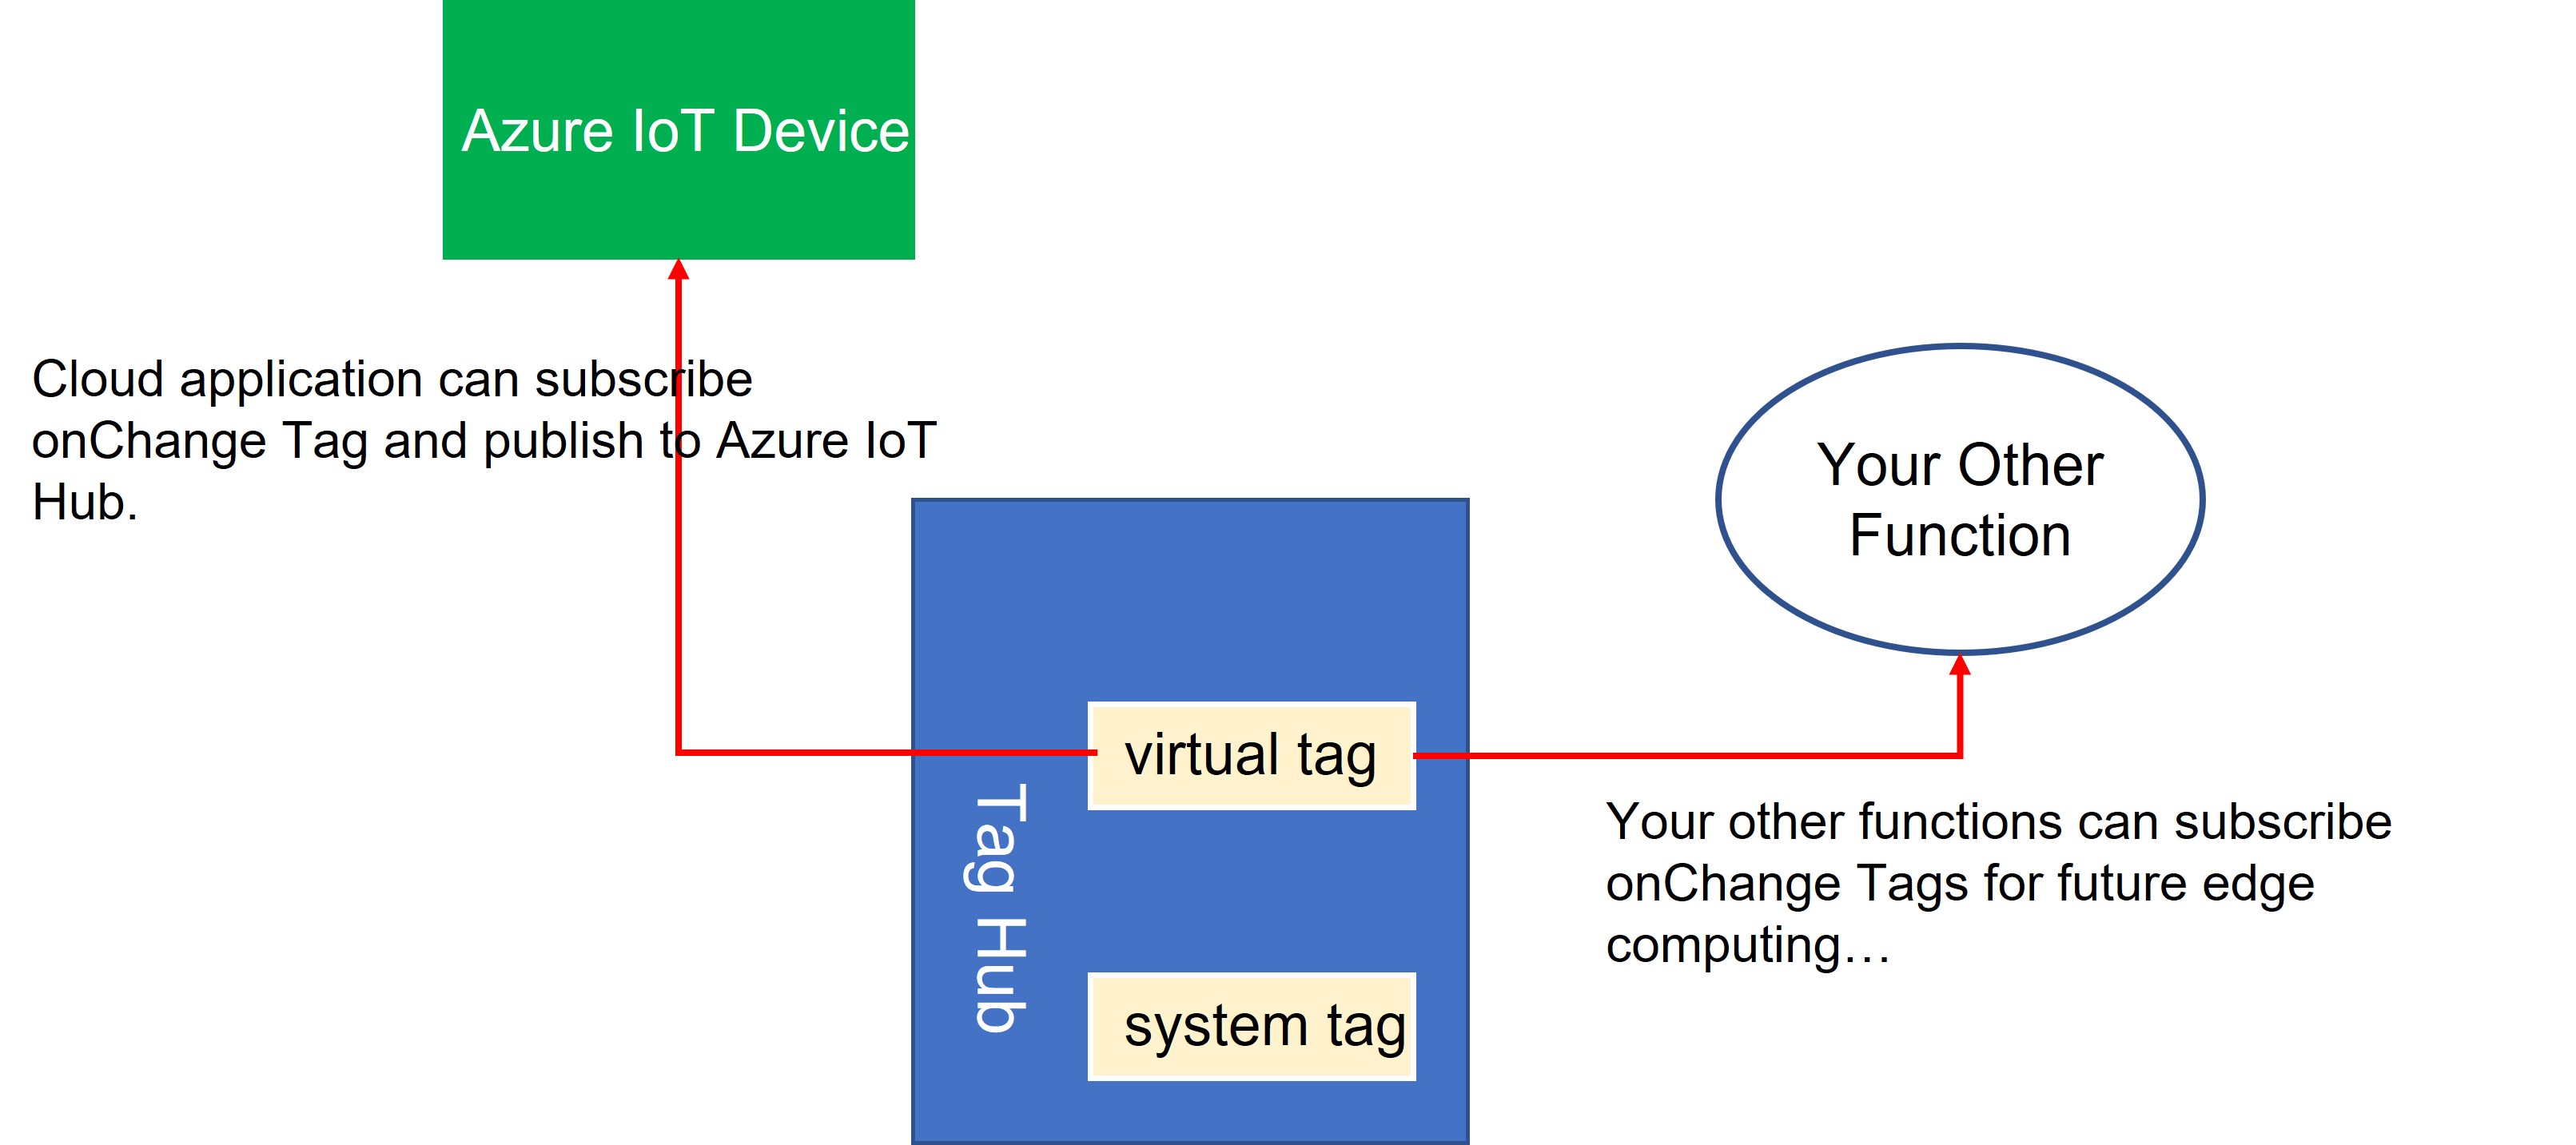 Azure IoT Device
Cloud application can subscribe
onChange Tag and publish to Azure IoT
Hub.
Your Other
Function
virtual tag
Tag Hub
system tag
Your other functions can subscribe
onChange Tags for future edge
computing…